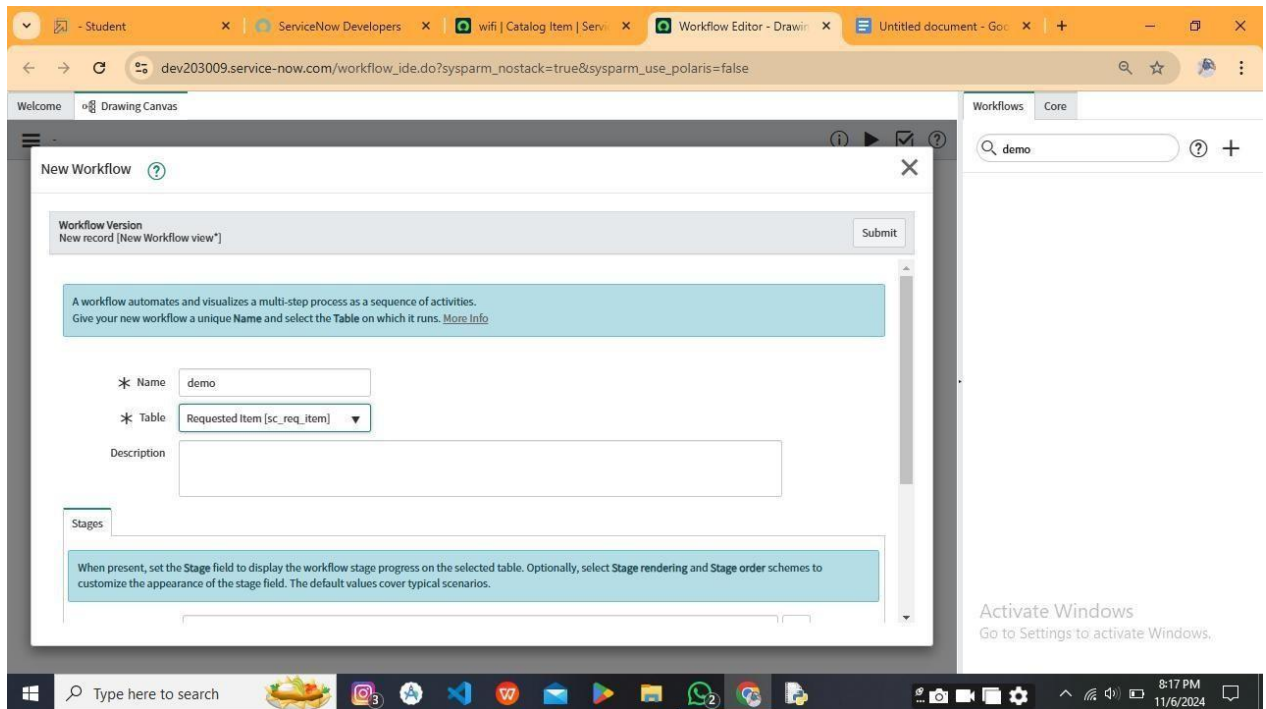 - Student
ServiceNow Developers
wifi | Catalog Item | Servi
Workflow Editor - Drawin
Untitled document - Goo
dev203009.service-now.com/workflow_ide.do?sysparm_nostack=true&sysparm_use_polaris=false
Welcome
Drawing Canvas
Workflows
Core
demo
New Workflow
Workflow Version
New record [New Workflow view*]
Submit
A workflow automates and visualizes a multi-step process as a sequence of activities.
Give your new workflow a unique Name and select the Table on which it runs. More Info
Name
demo
Table
Requested Item [sc_req_item]
Description
Stages
When present, set the Stage field to display the workflow stage progress on the selected table. Optionally, select Stage rendering and Stage order schemes to
customize the appearance of the stage field. The default values cover typical scenarios.
Activate Windows
Go to Settings to activate Windows.
Type here to search
3
2
8:17 PM
11/6/2024